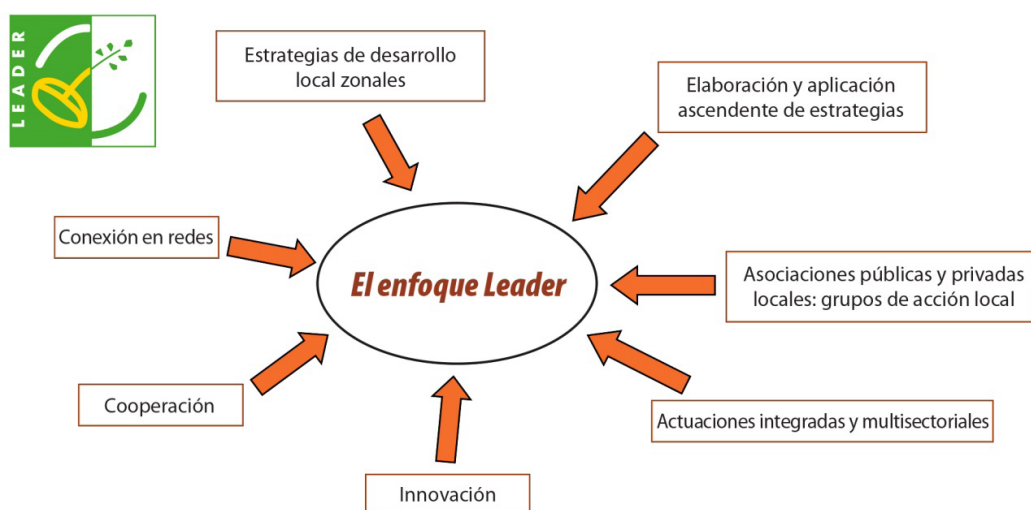 LEADER
Estrategias de desarrollo
local zonales
Elaboración y aplicación
ascendente de estrategias
Conexión en redes
El enfoque Leader
Asociaciones públicas y privadas
locales: grupos de acción local
Cooperación
Actuaciones integradas y multisectoriales
Innovación